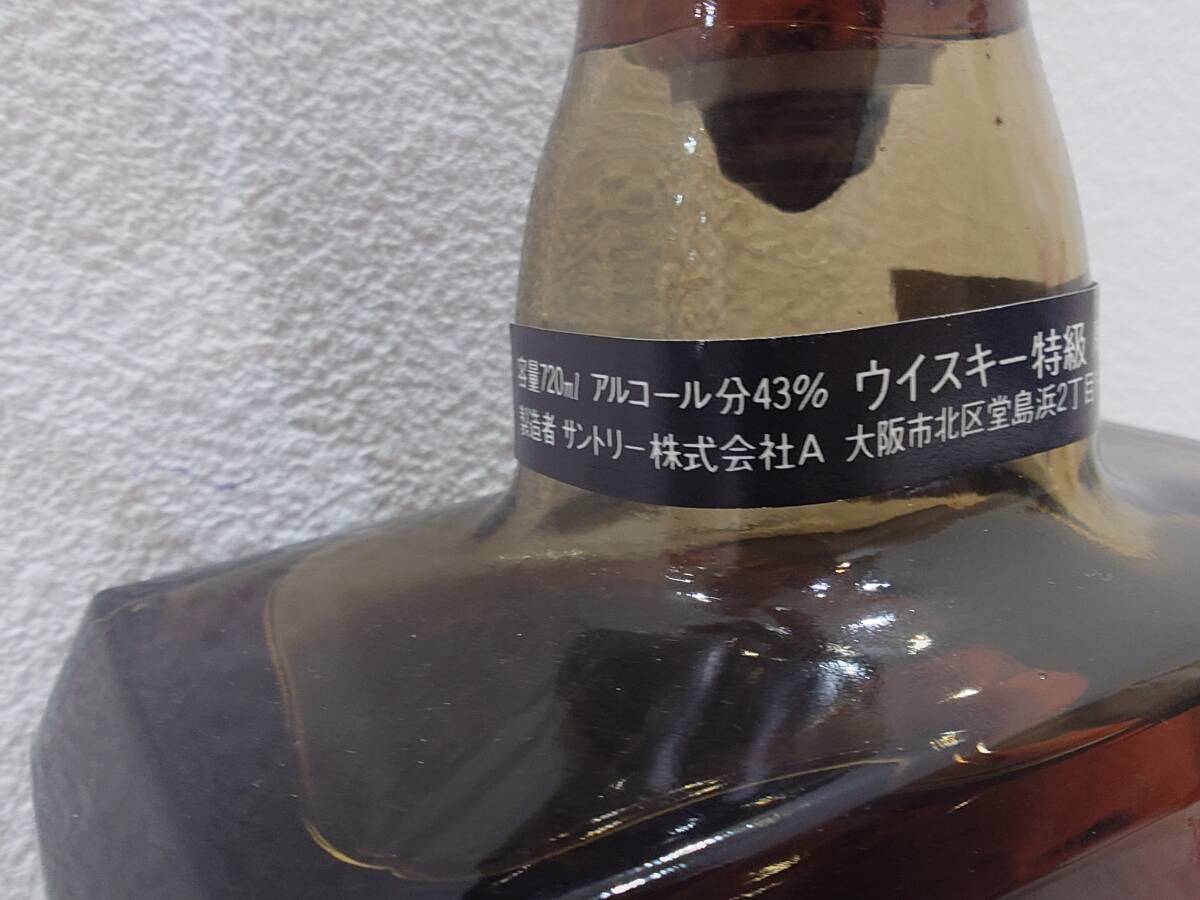 容量720ml アルコール分43% ウイスキー特級
製造者 サントリー株式会社A 大阪市北区堂島浜2丁目